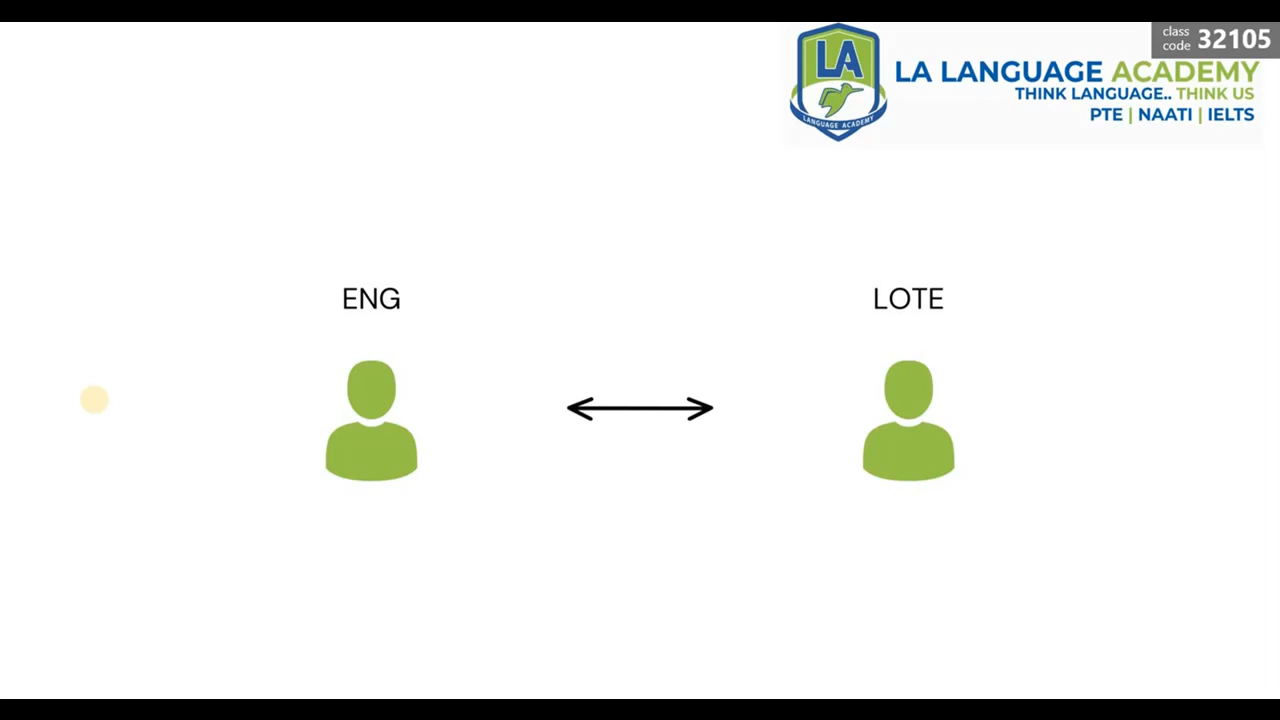 class
code 32105
LA
LANGUAGE ACADEMY
LA LANGUAGE ACADEMY
THINK LANGUAGE.. THINK US
PTE | NAATI | IELTS
ENG
LOTE